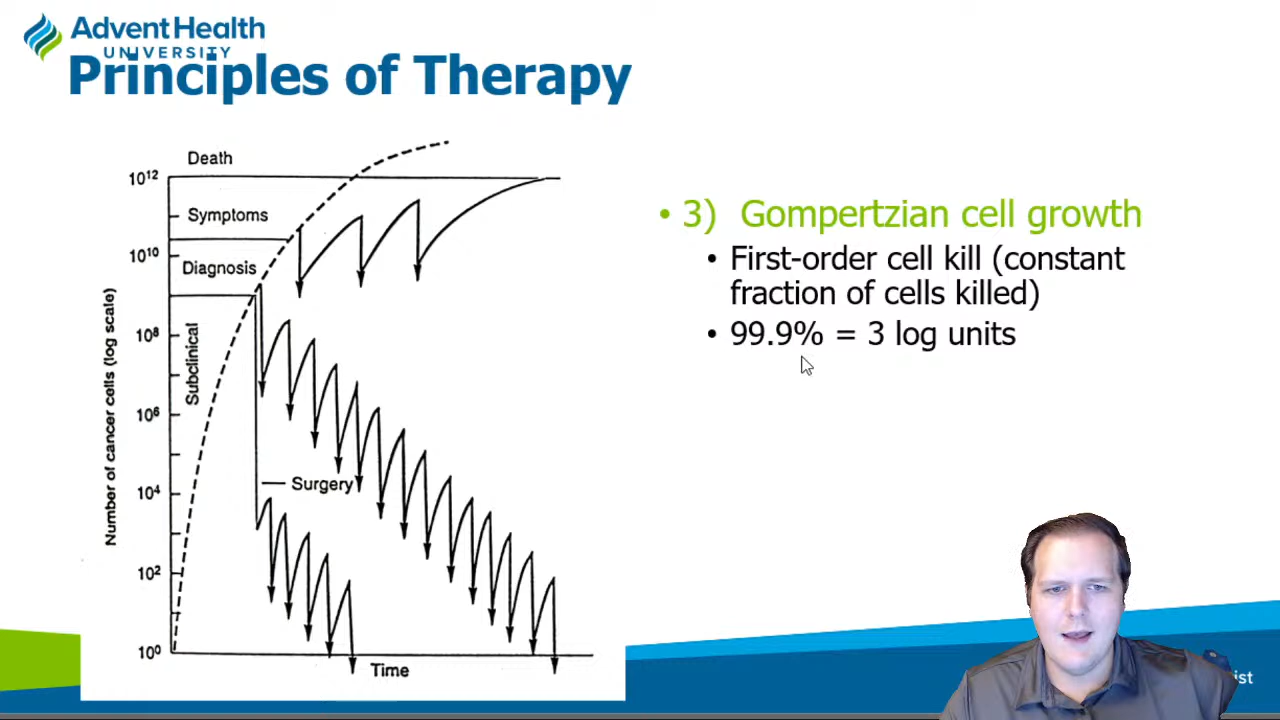 AdventHealth
UNIVERSITY
Principles of Therapy
Death
10¹²
Symptoms
10¹⁰
Diagnosis
10⁸
Subclinical
10⁶
Number of cancer cells (log scale)
Surgery
10⁴
10²
10⁰
Time
• 3) Gompertzian cell growth
• First-order cell kill (constant
fraction of cells killed)
• 99.9% = 3 log units